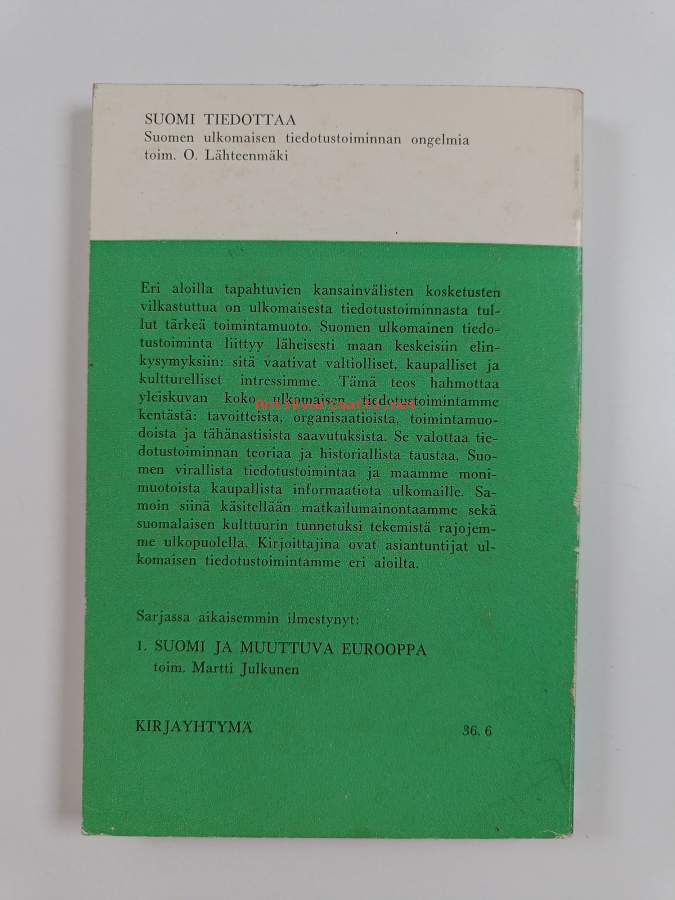 SUOMI TIEDOTTAA
Suomen ulkomaisen tiedotustoiminnan ongelmia
toim. O. Lähteenmäki
Eri aloilla tapahtuvien kansainvälisten kosketusten
vilkastuttua on ulkomaisesta tiedotustoiminnasta tul-
lut tärkeä toimintamuoto. Suomen ulkomainen tiedo-
tustoiminta liittyy läheisesti maan keskeisiin elin-
kysymyksiin: sitä vaativat valtiolliset, kaupalliset ja
kulttuurelliset intressimme. Tämä teos hahmottaa
yleiskuvan koko ulkomaisen tiedotustoimintamme
Antikvariaatti.net
kentästä: tavoitteista, organisaatioista, toimintamuo-
doista ja tähänastisista saavutuksista. Se valottaa tie-
dotustoiminnan teoriaa ja historiallista taustaa, Suo-
men virallista tiedotustoimintaa ja maamme moni-
muotoista kaupallista informaatiota ulkomaille. Sa-
moin siinä käsitellään matkailumainontaamme sekä
suomalaisen kulttuurin tunnetuksi tekemistä rajojem-
me ulkopuolella. Kirjoittajina ovat asiantuntijat ul-
komaisen tiedotustoimintamme eri aloilta.
Sarjassa aikaisemmin ilmestynyt:
1. SUOMI JA MUUTTUVA EUROOPPA
toim. Martti Julkunen
KIRJAYHTYMÄ 36.6